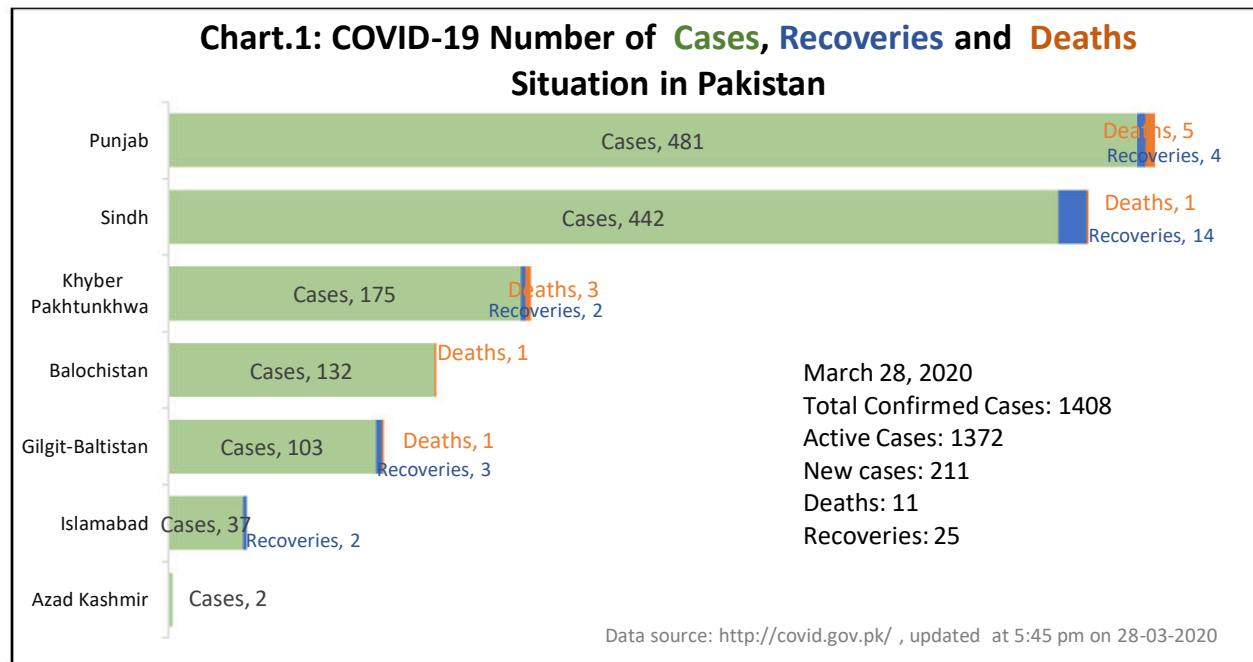 Chart.1: COVID-19 Number of Cases, Recoveries and Deaths
Situation in Pakistan
Punjab
Cases, 481
Deaths, 5
Recoveries, 4
Sindh
Cases, 442
Deaths, 1
Recoveries, 14
Khyber
Pakhtunkhwa
Cases, 175
Deaths, 3
Recoveries, 2
Balochistan
Cases, 132
Deaths, 1
Gilgit-Baltistan
Cases, 103
Deaths, 1
Recoveries, 3
Islamabad
Cases, 37
Recoveries, 2
Azad Kashmir
Cases, 2
March 28, 2020
Total Confirmed Cases: 1408
Active Cases: 1372
New cases: 211
Deaths: 11
Recoveries: 25
Data source: http://covid.gov.pk/ , updated at 5:45 pm on 28-03-2020